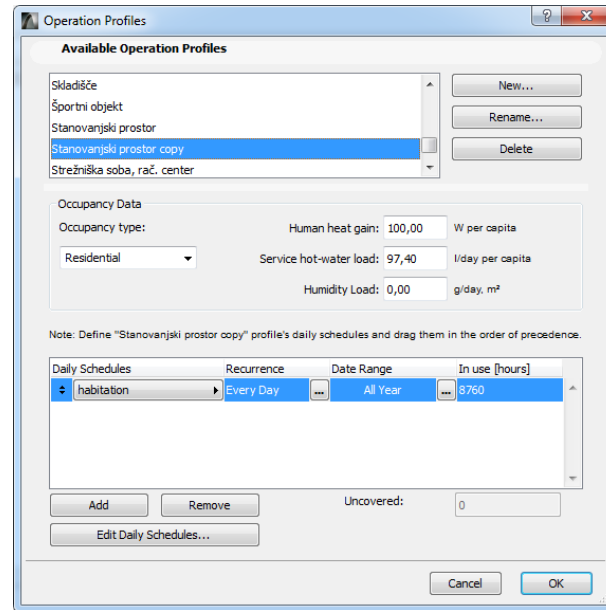 Operation Profiles
Available Operation Profiles
Skladišče
Športni objekt
Stanovanjski prostor
Stanovanjski prostor copy
Strežniška soba, rač. center
New...
Rename...
Delete
Occupancy Data
Occupancy type:
Residential
Human heat gain: 100,00 W per capita
Service hot-water load: 97,40 l/day per capita
Humidity Load: 0,00 g/day, m²
Note: Define "Stanovanjski prostor copy" profile's daily schedules and drag them in the order of precedence.
Daily Schedules Recurrence Date Range In use [hours]
habitation Every Day ... All Year ... 8760
Add Remove Uncovered: 0
Edit Daily Schedules...
Cancel OK